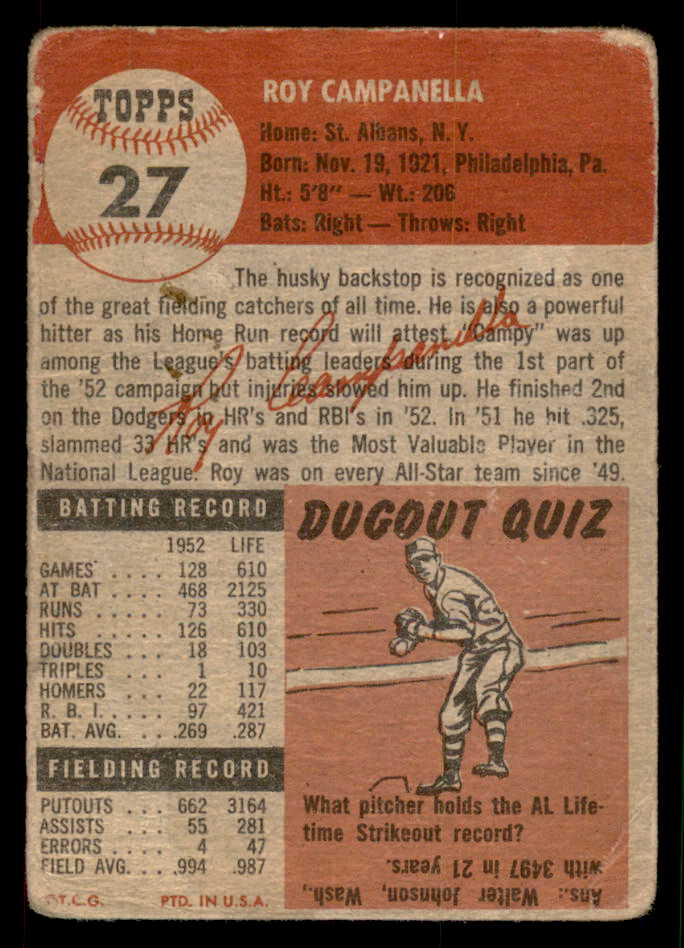 TOPPS
27
ROY CAMPANELLA
Home: St. Albans, N. Y.
Born: Nov. 19, 1921, Philadelphia, Pa.
Ht.: 5'8" — Wt.: 206
Bats: Right — Throws: Right
The husky backstop is recognized as one
of the great fielding catchers of all time. He is also a powerful
hitter as his Home Run record will attest. "Campy" was up
among the League's batting leaders during the 1st part of
the '52 campaign but injuries slowed him up. He finished 2nd
on the Dodgers in HR's and RBI's in '52. In '51 he hit .325,
slammed 33 HR's and was the Most Valuable Player in the
National League. Roy was on every All-Star team since '49.
Roy Campanella
BATTING RECORD
1952 LIFE
GAMES . . . . 128 610
AT BAT . . . . 468 2125
RUNS . . . . 73 330
HITS . . . . . 126 610
DOUBLES . . . 18 103
TRIPLES . . . 1 10
HOMERS . . . 22 117
R. B. I. . . . . 97 421
BAT. AVG. . . .269 .287
FIELDING RECORD
PUTOUTS . . . 662 3164
ASSISTS . . . 55 281
ERRORS . . . . 4 47
FIELD AVG. . . .994 .987
©T.C.G. PTD. IN U.S.A.
DUGOUT QUIZ
What pitcher holds the AL Life-
time Strikeout record?
Ans.: Walter Johnson, Wash.,
with 3497 in 21 years.